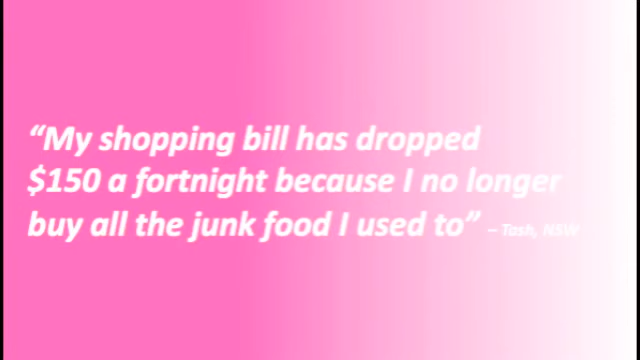 “My shopping bill has dropped
$150 a fortnight because I no longer
buy all the junk food I used to” – Tash, NSW